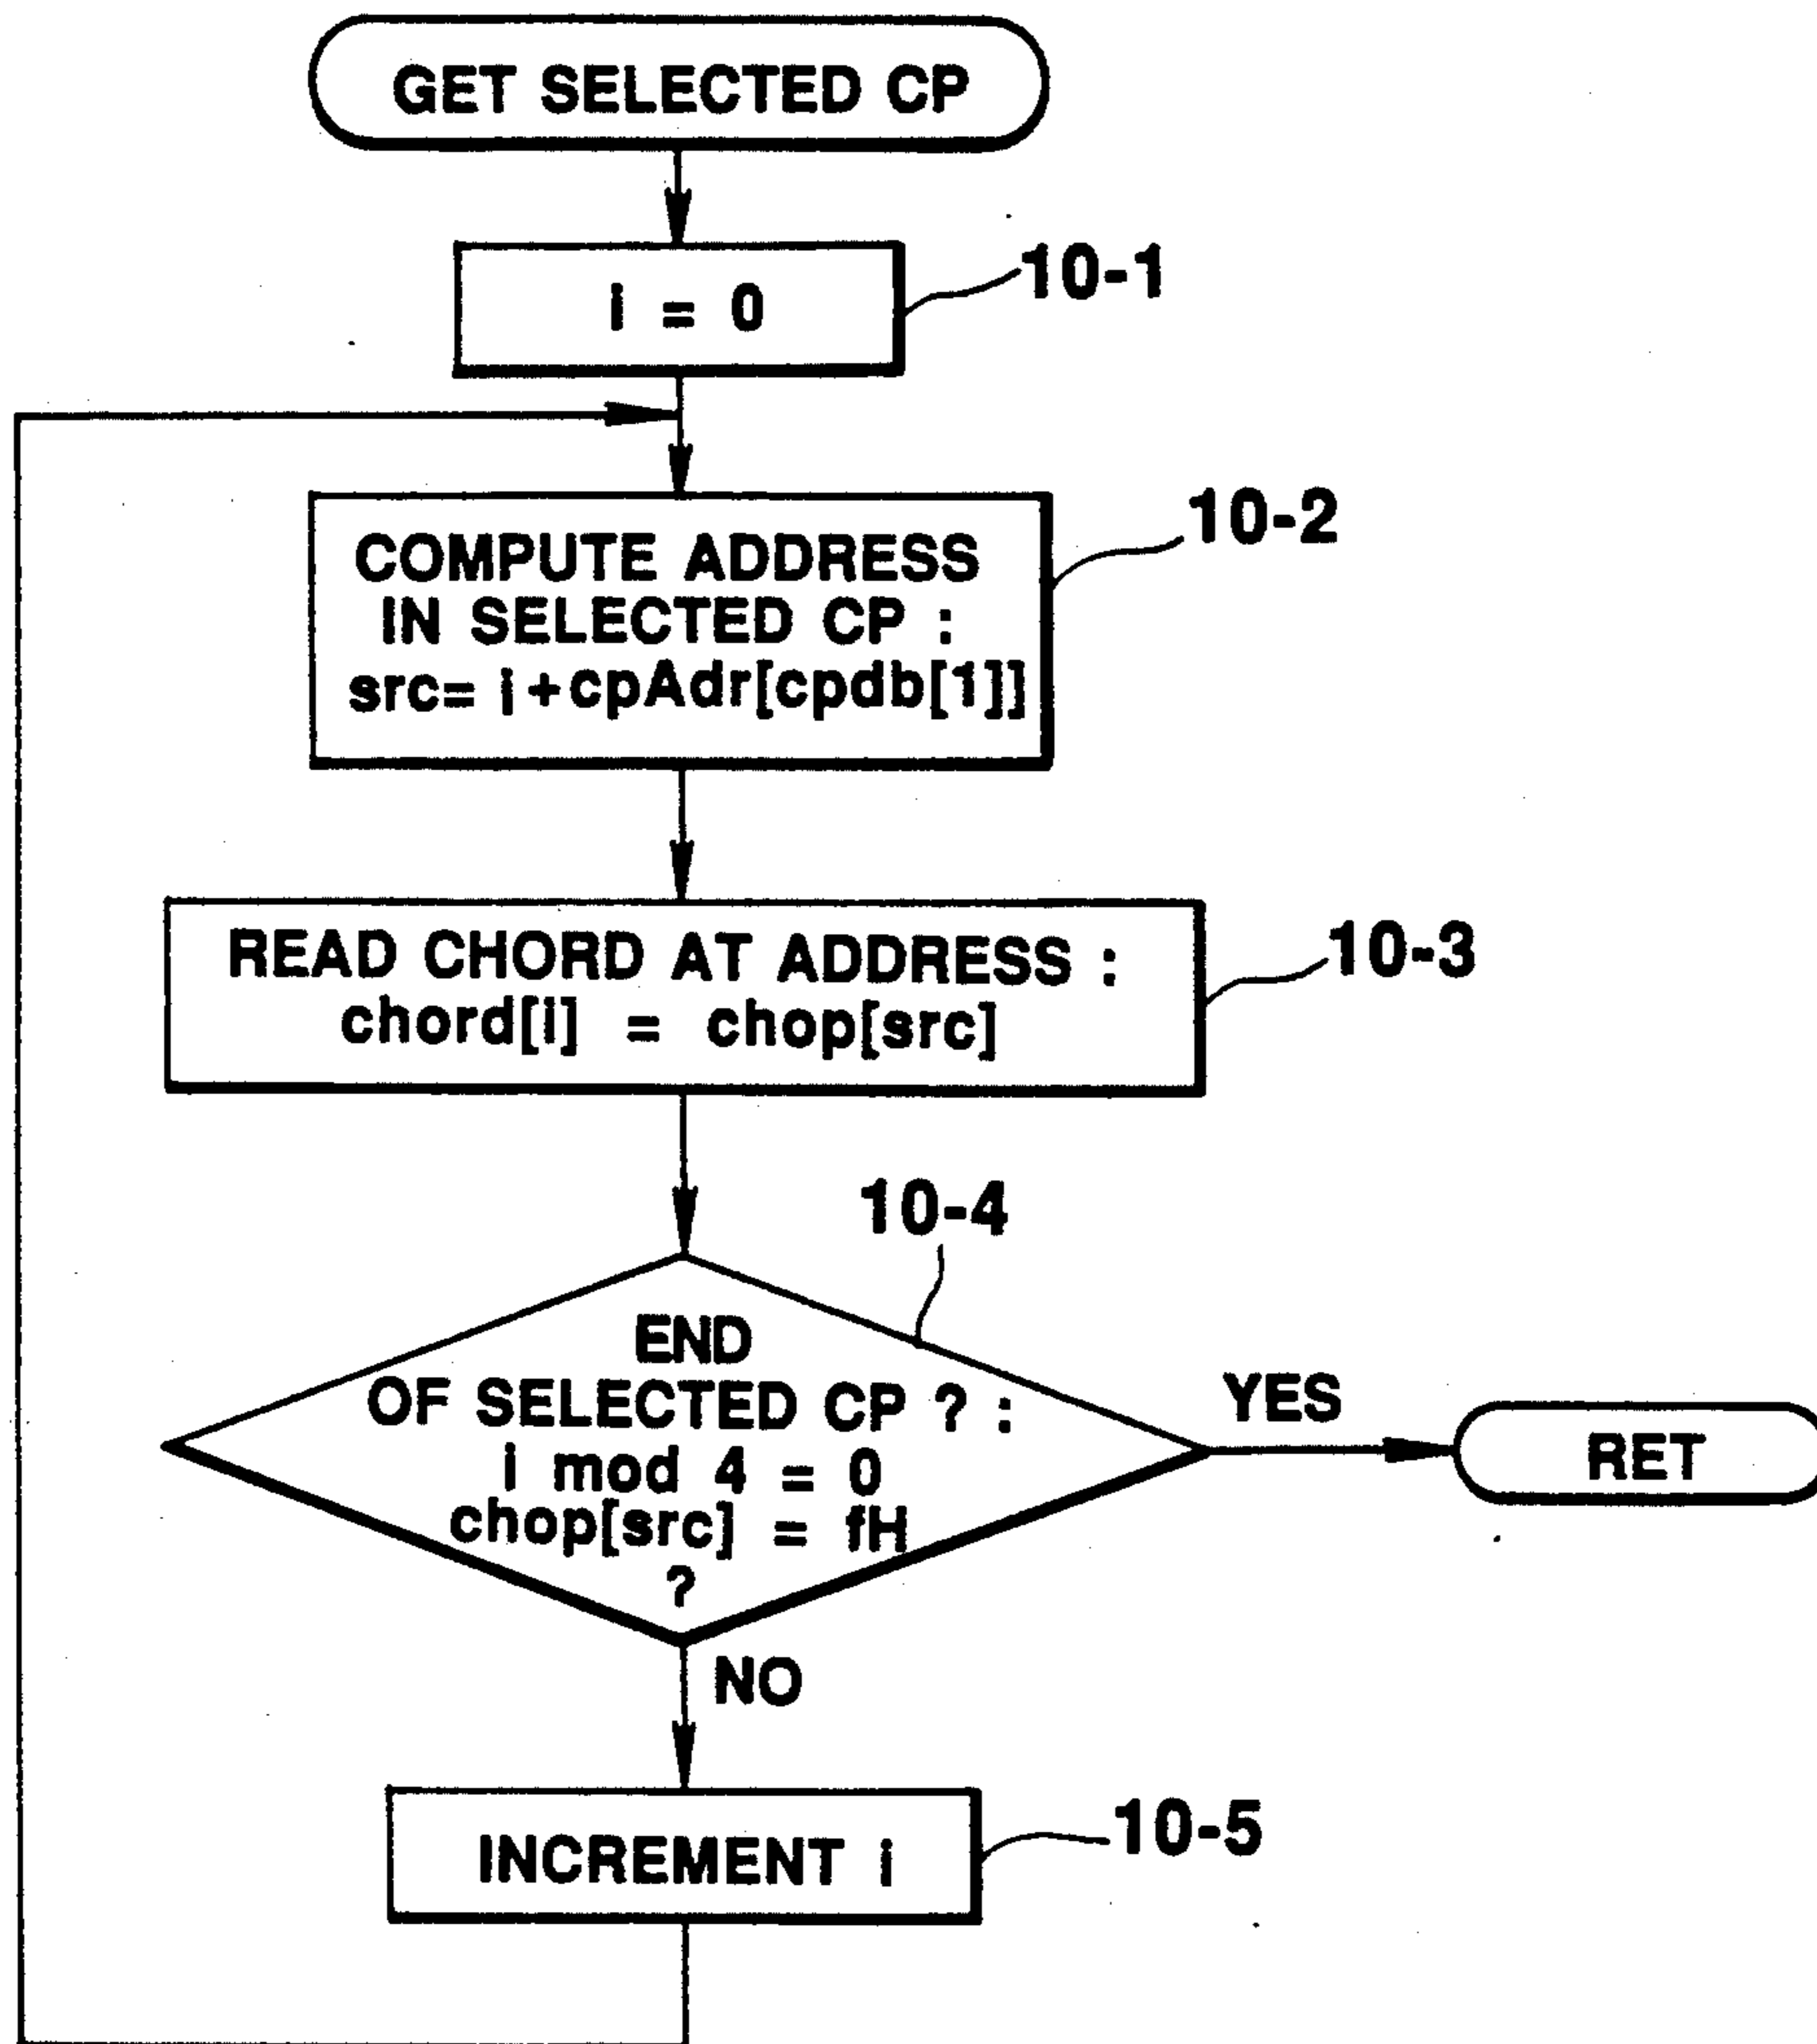 GET SELECTED CP
i = 0
10-1
COMPUTE ADDRESS
IN SELECTED CP :
src= i+cpAdr[cpdb[1]]
10-2
READ CHORD AT ADDRESS :
chord[i] = chop[src]
10-3
10-4
END
OF SELECTED CP ? :
i mod 4 = 0
chop[src] = fH
?
YES
RET
NO
INCREMENT i
10-5